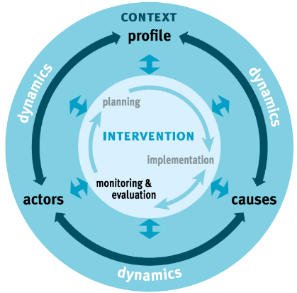 CONTEXT
profile
dynamics
dynamics
planning
INTERVENTION
implementation
monitoring &
evaluation
actors
causes
dynamics